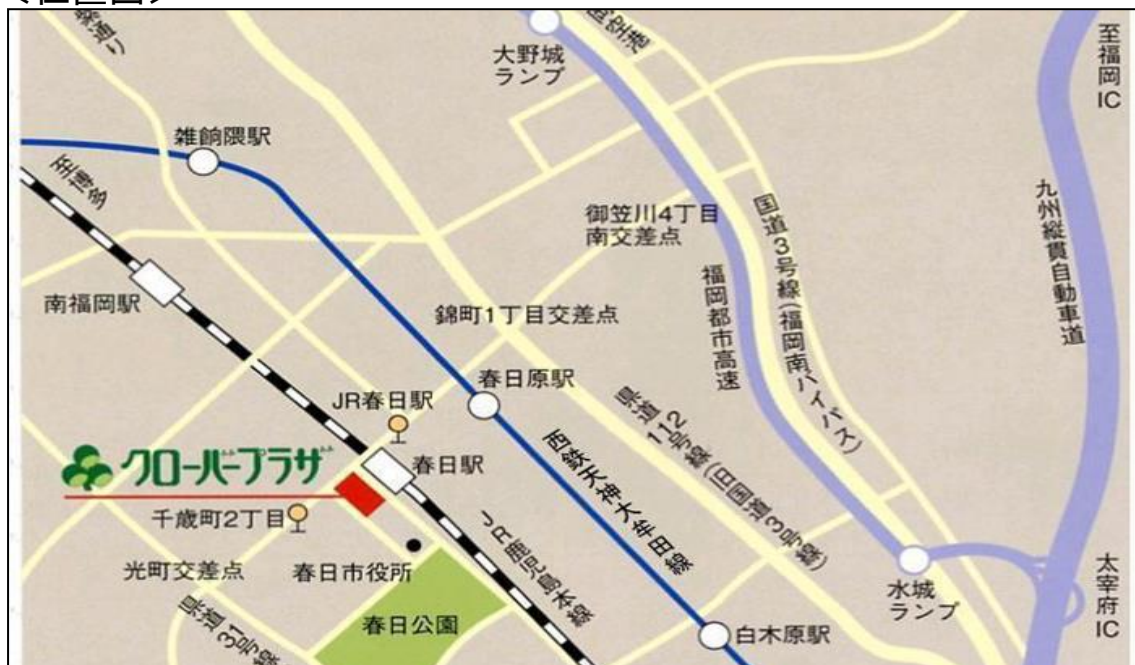 至福岡
IC
大野城
ランプ
雑餉隈駅
至博多
御笠川4丁目
南交差点
国道3号線(福岡南バイパス)
九州縦貫自動車道
福岡都市高速
南福岡駅
錦町1丁目交差点
春日原駅
JR春日駅
県道112号線(旧国道3号線)
西鉄天神大牟田線
クローバープラザ
春日駅
千歳町2丁目
JR鹿児島本線
光町交差点
春日市役所
水城
ランプ
太宰府
IC
県道31号線
春日公園
白木原駅